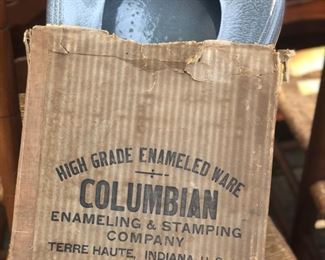 HIGH GRADE ENAMELED WARE
COLUMBIAN
ENAMELING & STAMPING
COMPANY
TERRE HAUTE, INDIANA, U.S.